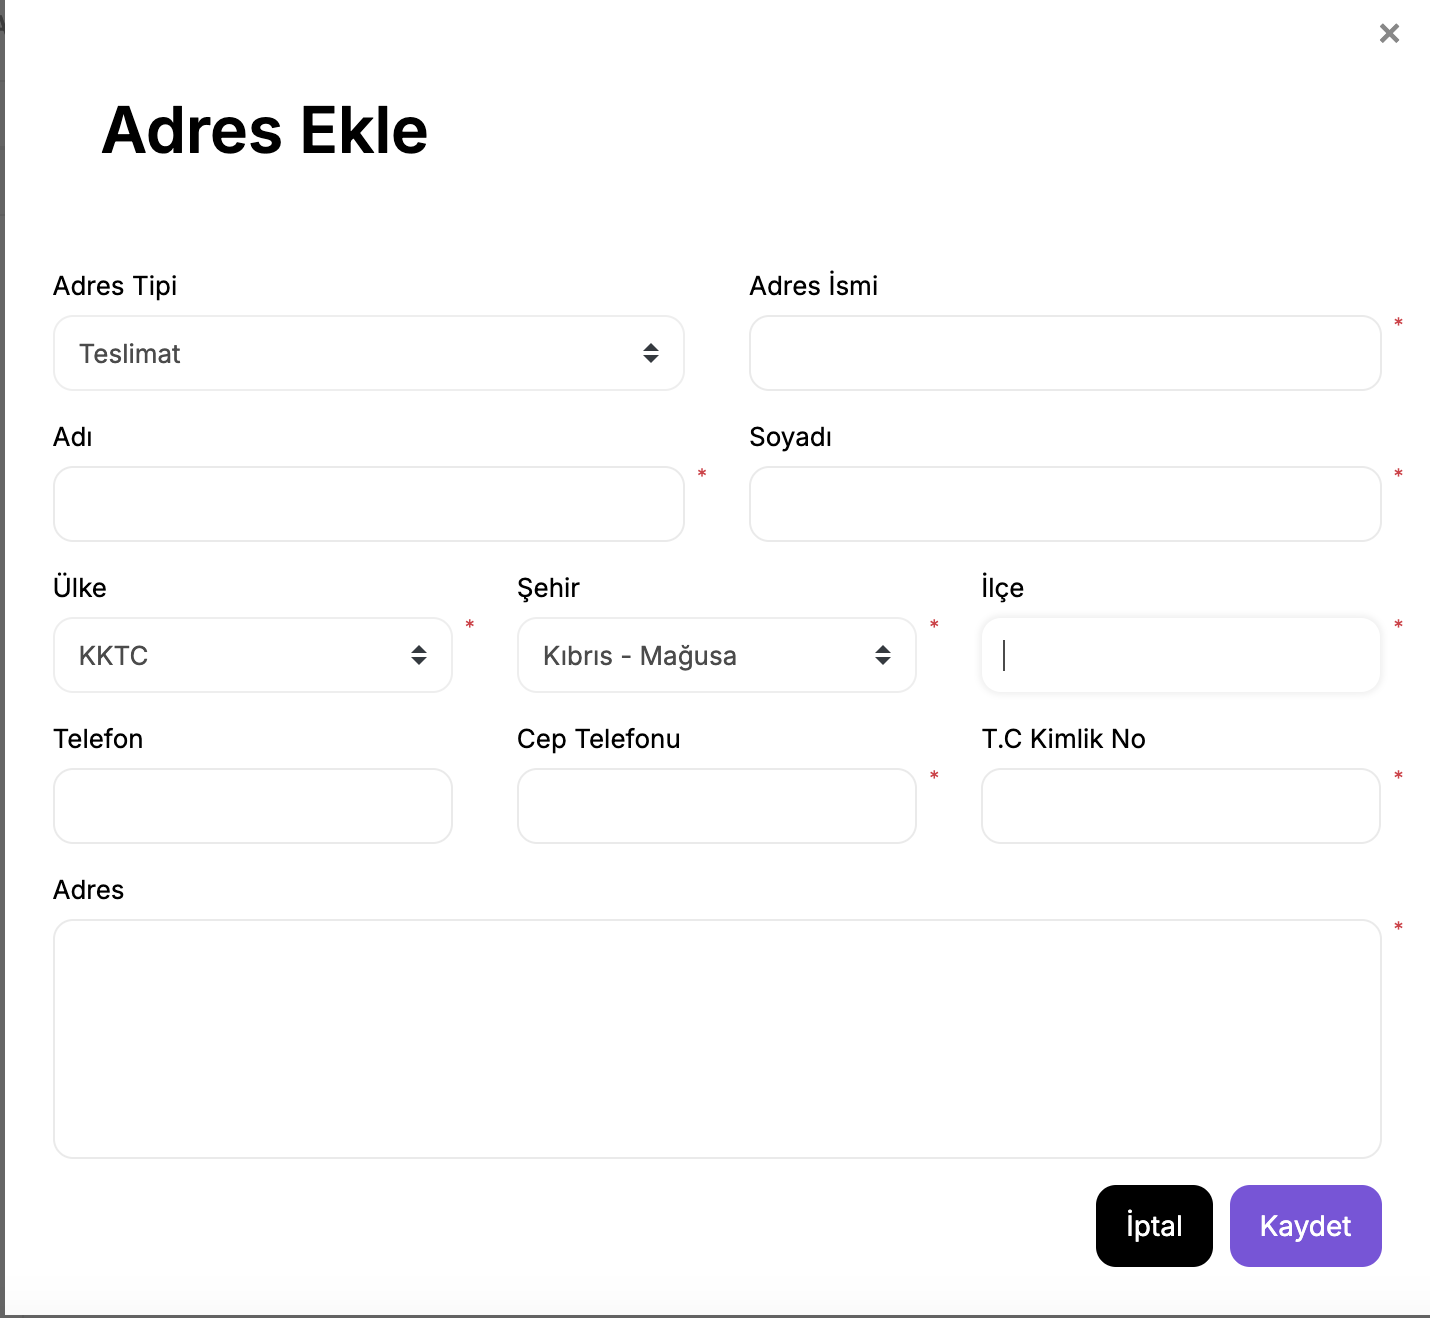 ×
Adres Ekle
Adres Tipi
Adres İsmi
Teslimat
*
Adı
Soyadı
*
*
Ülke
Şehir
İlçe
KKTC
*
Kıbrıs - Mağusa
*
*
Telefon
Cep Telefonu
T.C Kimlik No
*
*
Adres
*
İptal
Kaydet